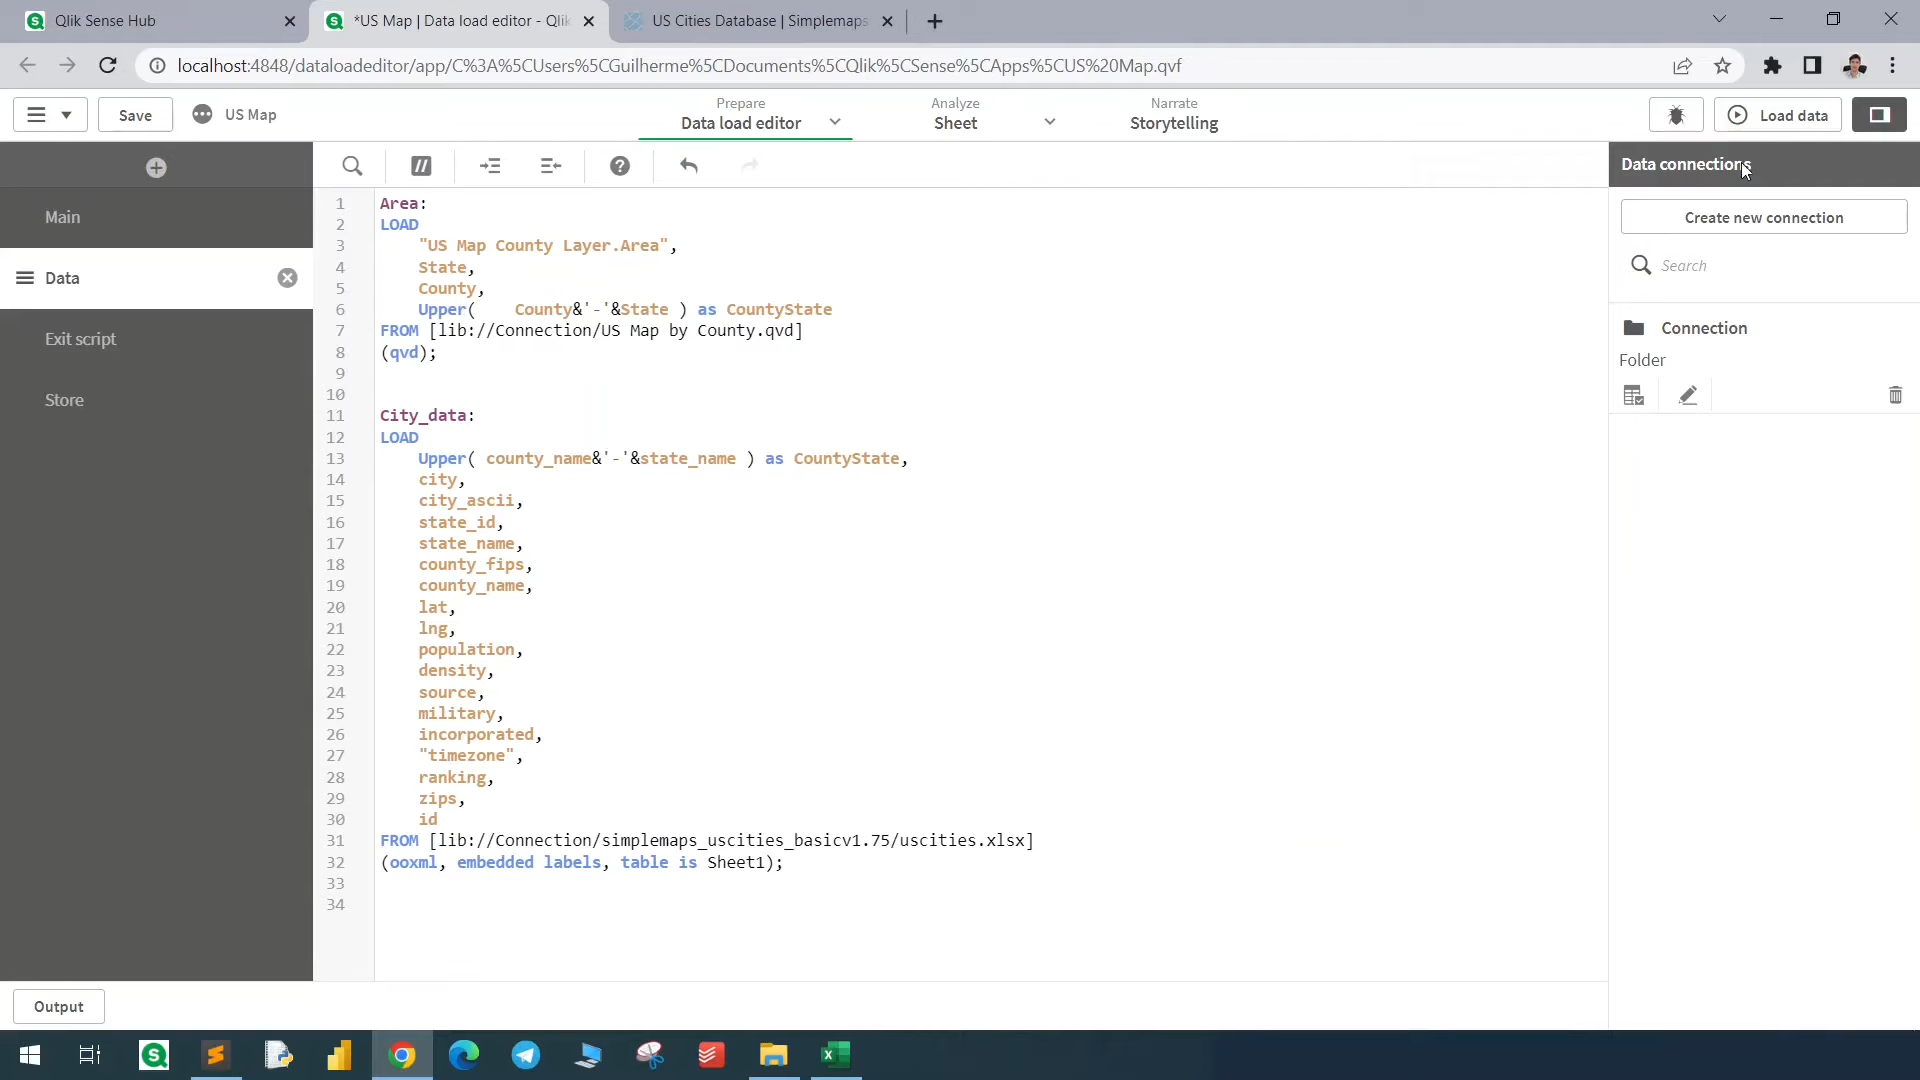 Qlik Sense Hub
*US Map | Data load editor - Qlik
US Cities Database | Simplemaps
localhost:4848/dataloadeditor/app/C%3A%5CUsers%5CGuilherme%5CDocuments%5CQlik%5CSense%5CApps%5CUS%20Map.qvf
Save
US Map
Prepare
Data load editor
Analyze
Sheet
Narrate
Storytelling
Load data
Main
Data
Exit script
Store
1 Area:
2 LOAD
3 "US Map County Layer.Area",
4 State,
5 County,
6 Upper( County&'-'&State ) as CountyState
7 FROM [lib://Connection/US Map by County.qvd]
8 (qvd);
9
10
11 City_data:
12 LOAD
13 Upper( county_name&'-'&state_name ) as CountyState,
14 city,
15 city_ascii,
16 state_id,
17 state_name,
18 county_fips,
19 county_name,
20 lat,
21 lng,
22 population,
23 density,
24 source,
25 military,
26 incorporated,
27 "timezone",
28 ranking,
29 zips,
30 id
31 FROM [lib://Connection/simplemaps_uscities_basicv1.75/uscities.xlsx]
32 (ooxml, embedded labels, table is Sheet1);
33
34
Data connections
Create new connection
Search
Connection
Folder
Output